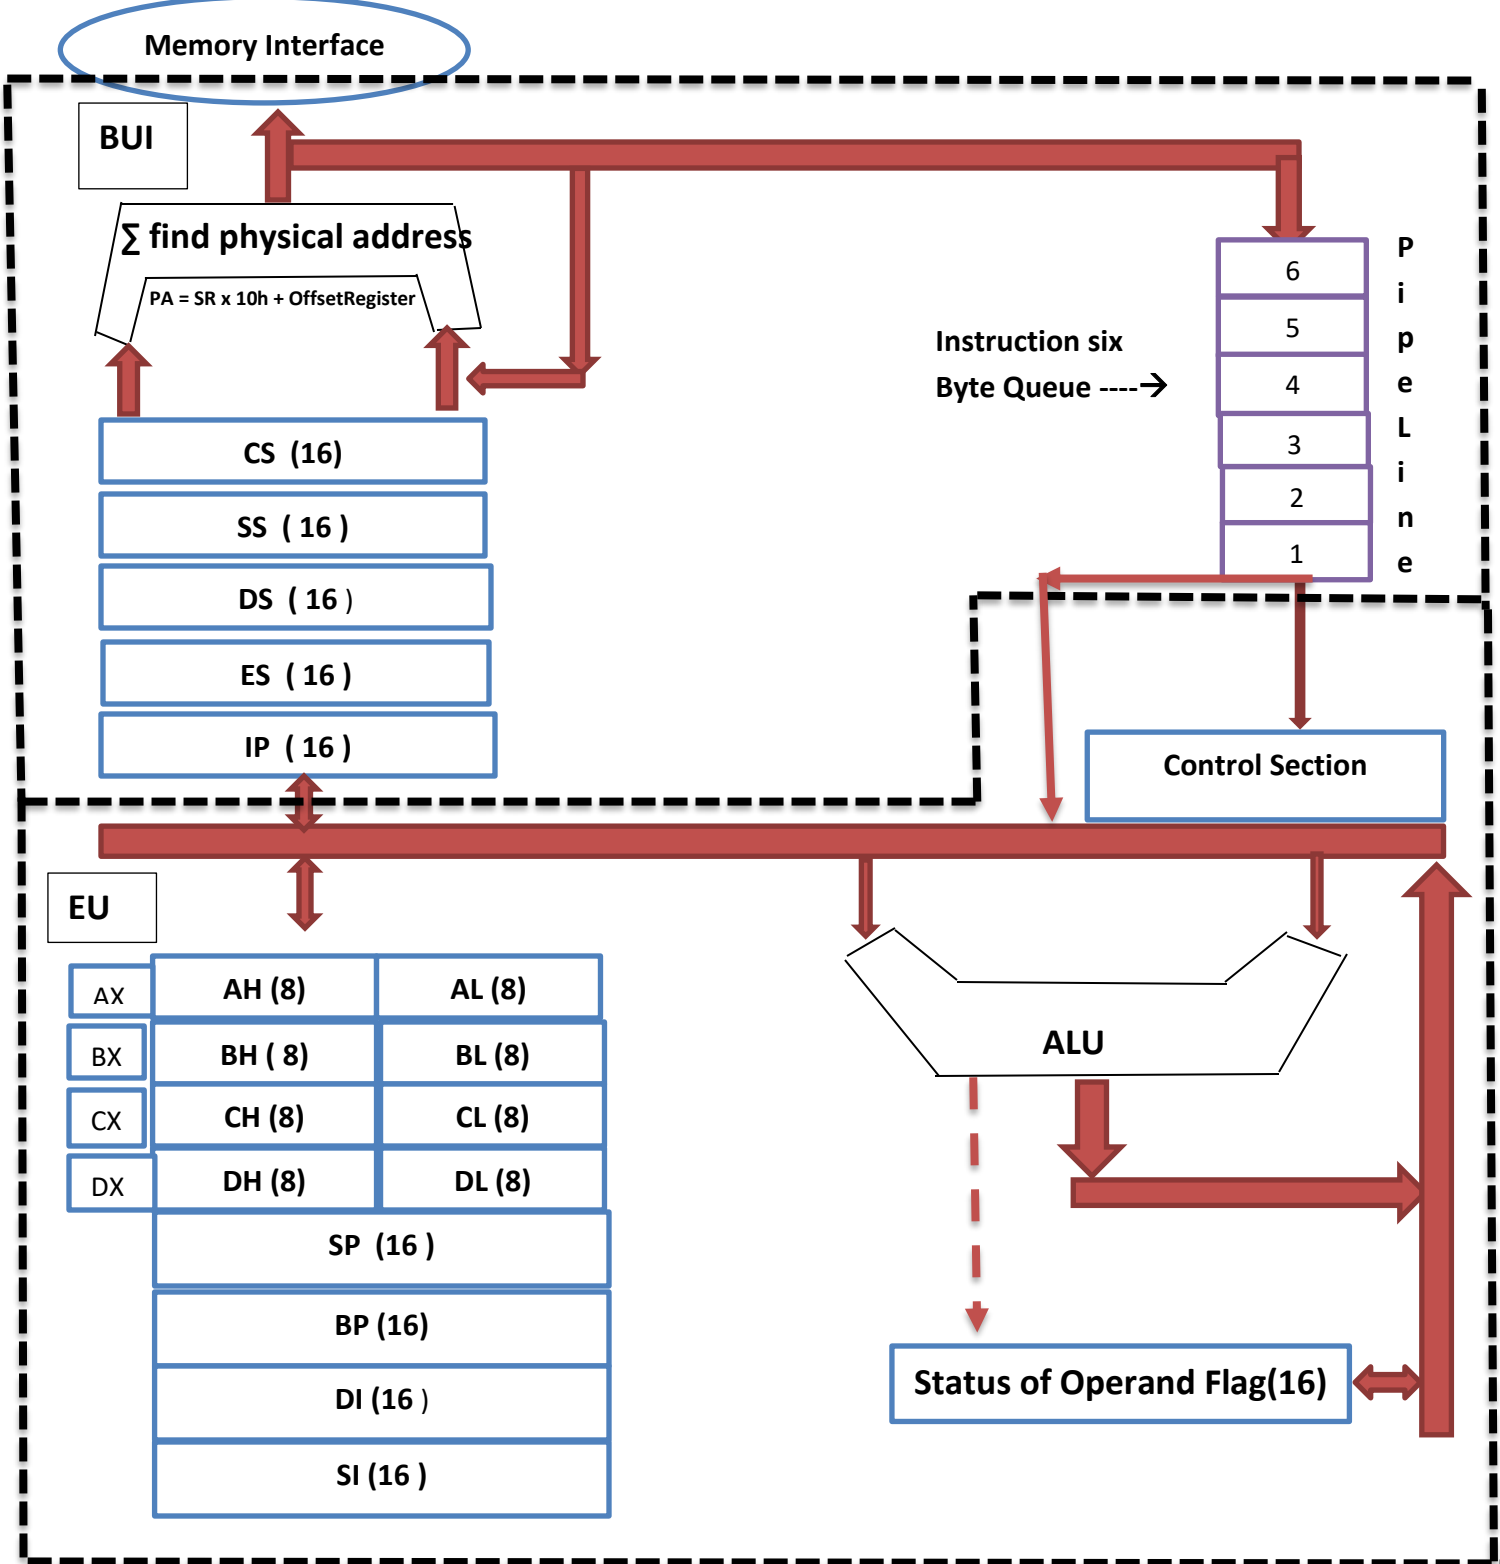 Memory Interface
BUI
∑ find physical address
PA = SR x 10h + OffsetRegister
6
5
4
3
2
1
P
i
p
e
L
i
n
e
Instruction six
Byte Queue ----→
CS (16)
SS ( 16 )
DS ( 16 )
ES ( 16 )
IP ( 16 )
Control Section
EU
AX AH (8) AL (8)
BX BH ( 8) BL (8)
CX CH (8) CL (8)
DX DH (8) DL (8)
SP (16 )
BP (16)
DI (16 )
SI (16 )
ALU
Status of Operand Flag(16)